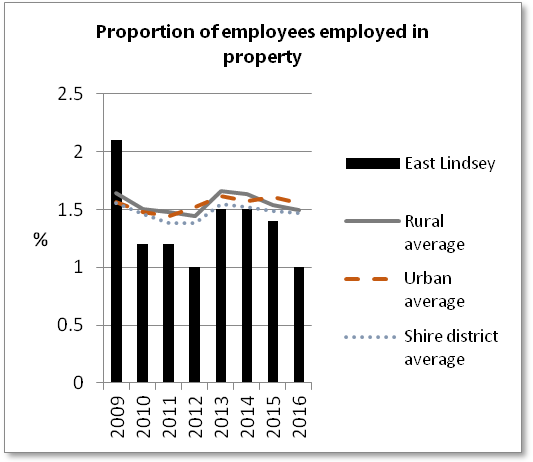 Proportion of employees employed in
property
2.5
2
1.5
1
0.5
0
%
2009
2010
2011
2012
2013
2014
2015
2016
East Lindsey
Rural
average
Urban
average
Shire district
average